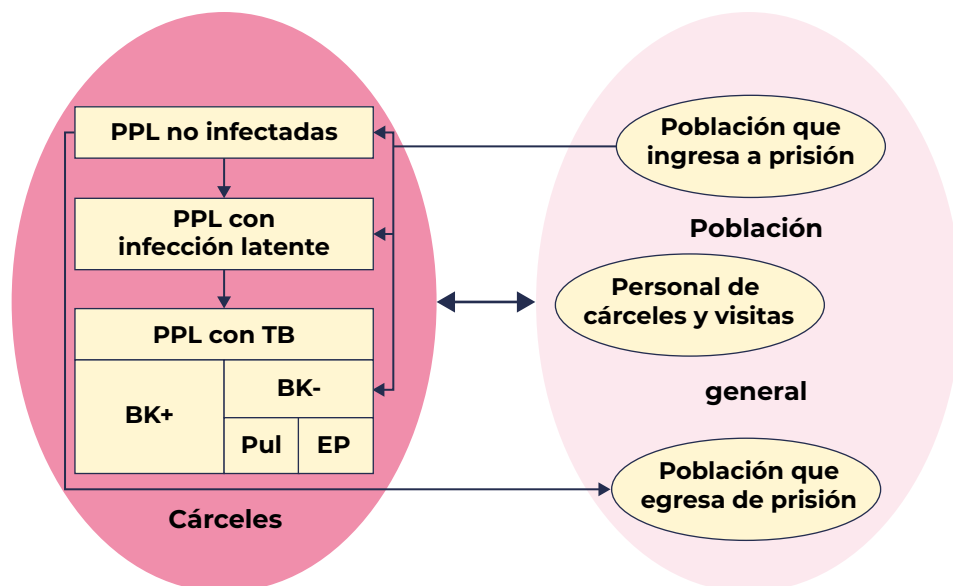 PPL no infectadas
PPL con
infección latente
PPL con TB
BK+
BK-
Pul
EP
Cárceles
Población que
ingresa a prisión
Población
Personal de
cárceles y visitas
general
Población que
egresa de prisión